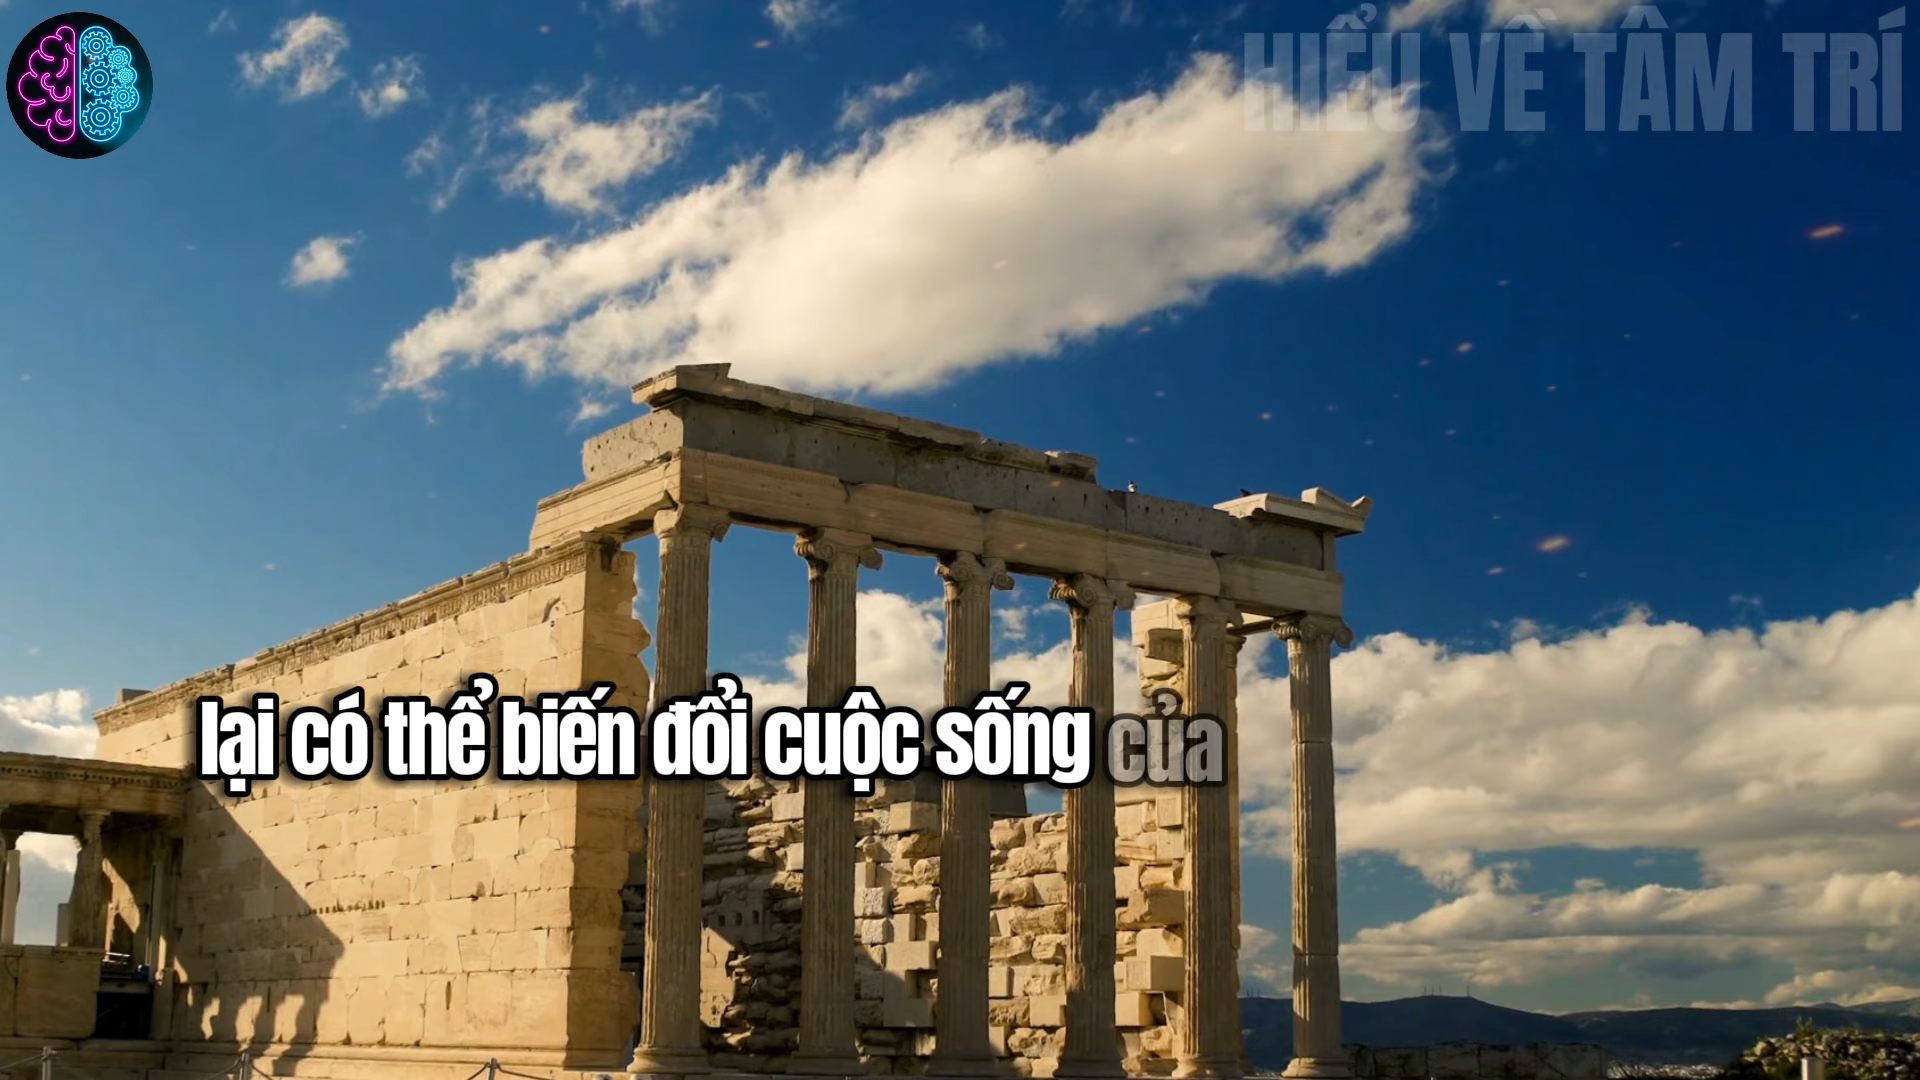 HIỂU VỀ TÂM TRÍ
lại có thể biến đổi cuộc sống của